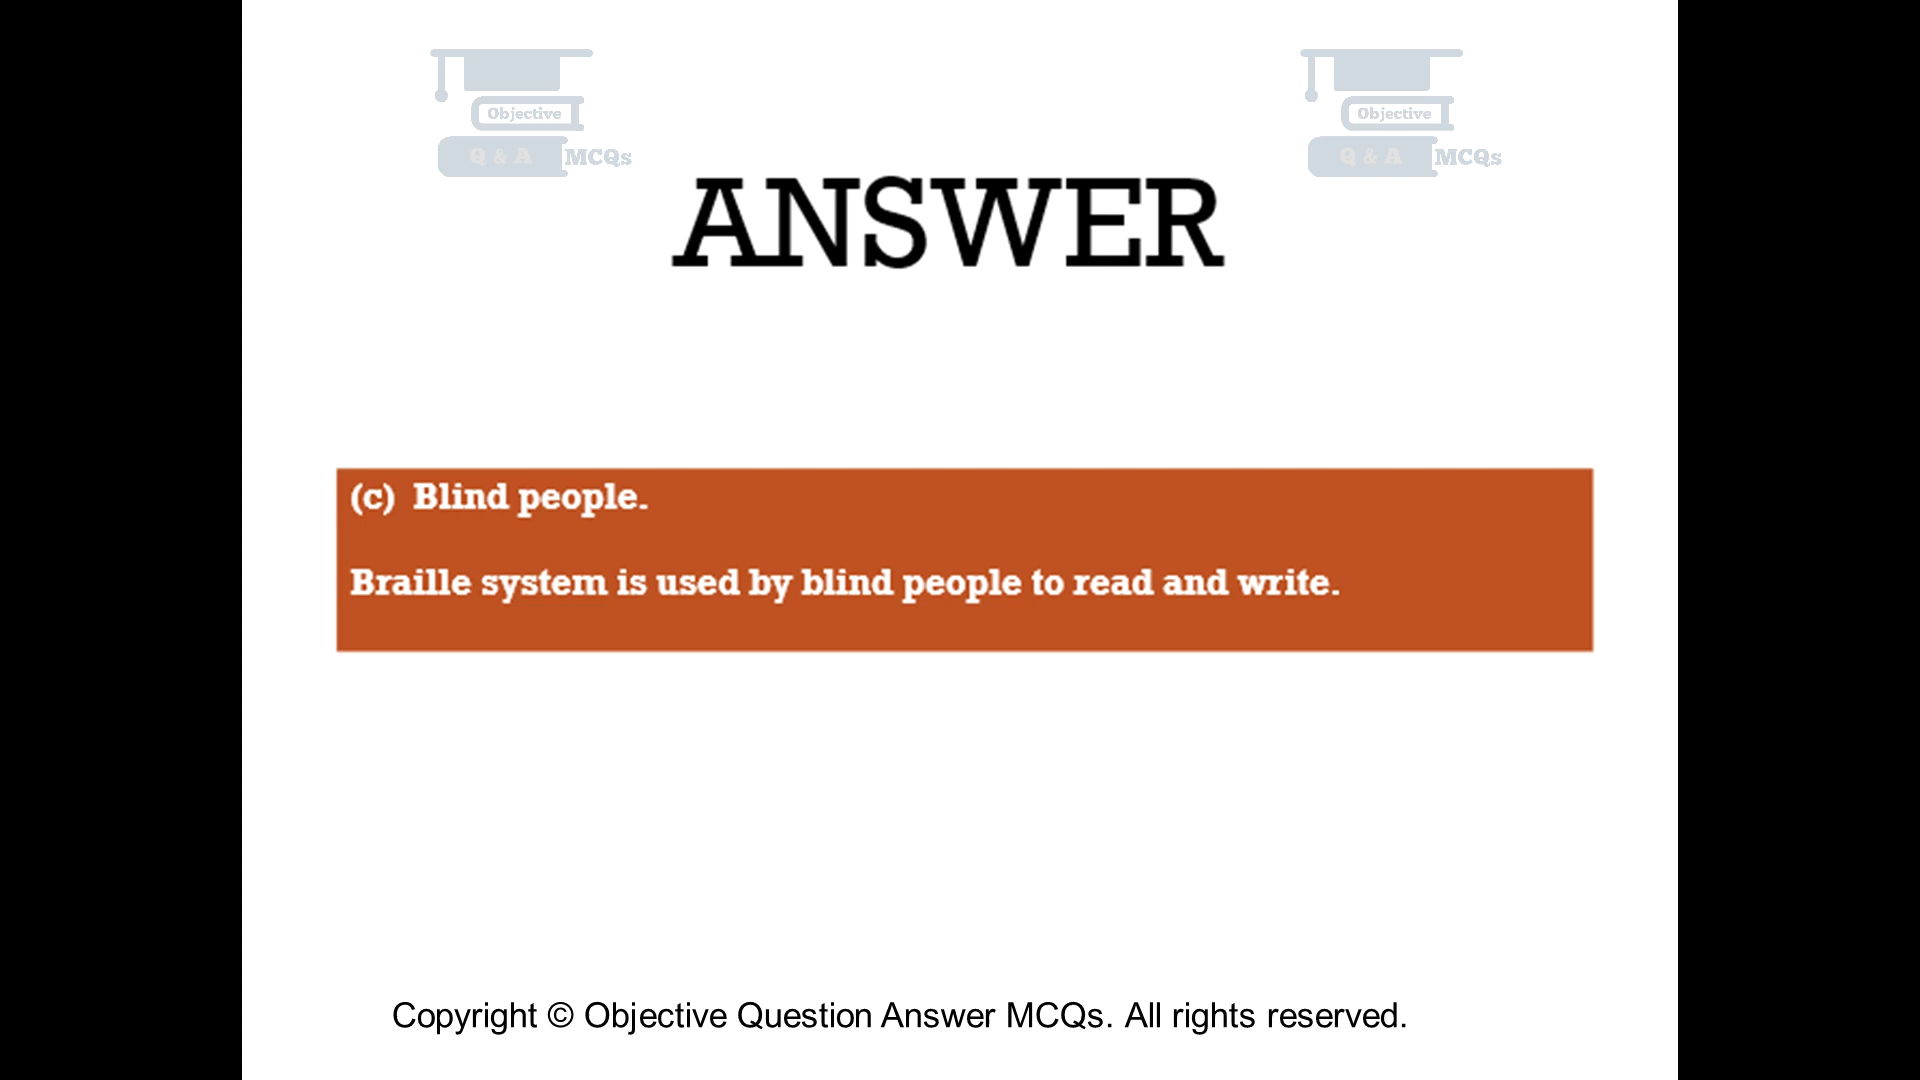 Objective
Q & A MCQs
Objective
Q & A MCQs
ANSWER
(c) Blind people.
Braille system is used by blind people to read and write.
Copyright © Objective Question Answer MCQs. All rights reserved.